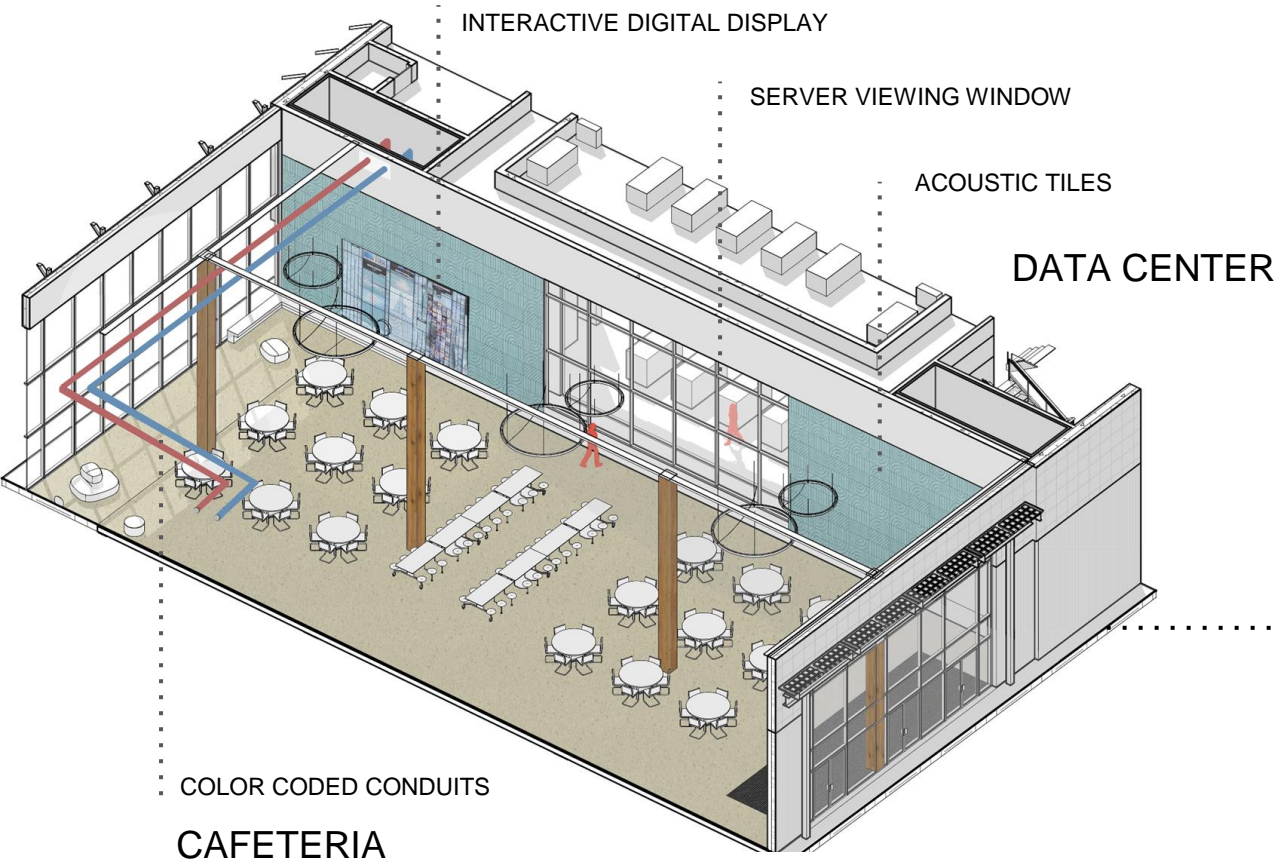 INTERACTIVE DIGITAL DISPLAY
SERVER VIEWING WINDOW
ACOUSTIC TILES
DATA CENTER
COLOR CODED CONDUITS
CAFETERIA